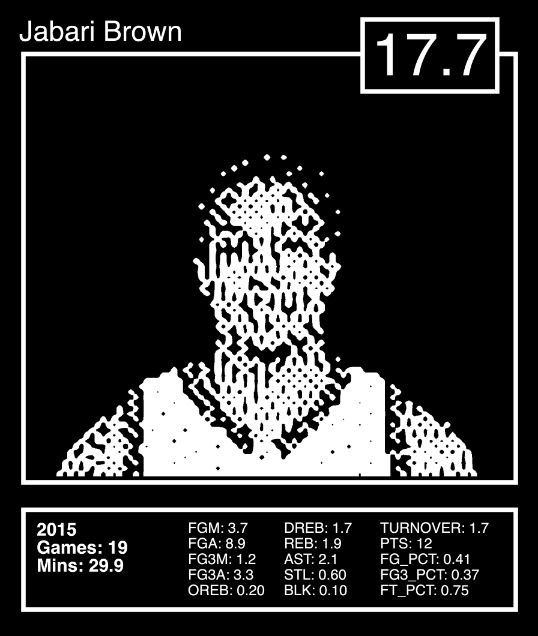 Jabari Brown
17.7
2015
Games: 19
Mins: 29.9
FGM: 3.7
FGA: 8.9
FG3M: 1.2
FG3A: 3.3
OREB: 0.20
DREB: 1.7
REB: 1.9
AST: 2.1
STL: 0.60
BLK: 0.10
TURNOVER: 1.7
PTS: 12
FG_PCT: 0.41
FG3_PCT: 0.37
FT_PCT: 0.75